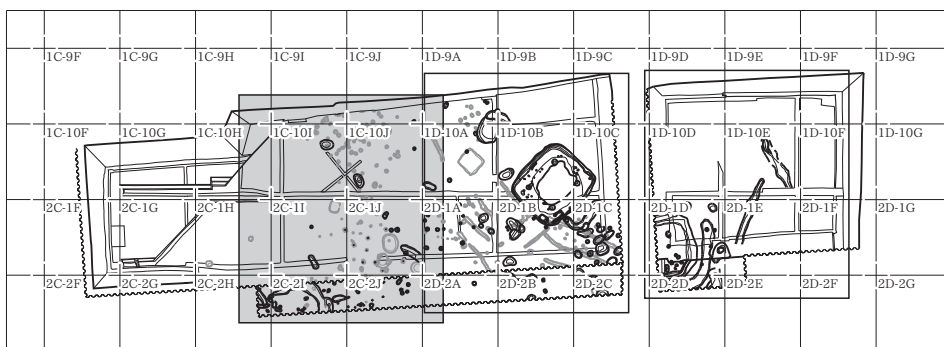 1C-9F 1C-9G 1C-9H 1C-9I 1C-9J 1D-9A 1D-9B 1D-9C 1D-9D 1D-9E 1D-9F 1D-9G
1C-10F 1C-10G 1C-10H 1C-10I 1C-10J 1D-10A 1D-10B 1D-10C 1D-10D 1D-10E 1D-10F 1D-10G
2C-1F 2C-1G 2C-1H 2C-1I 2C-1J 2D-1A 2D-1B 2D-1C 2D-1D 2D-1E 2D-1F 2D-1G
2C-2F 2C-2G 2C-2H 2C-2I 2C-2J 2D-2A 2D-2B 2D-2C 2D-2D 2D-2E 2D-2F 2D-2G